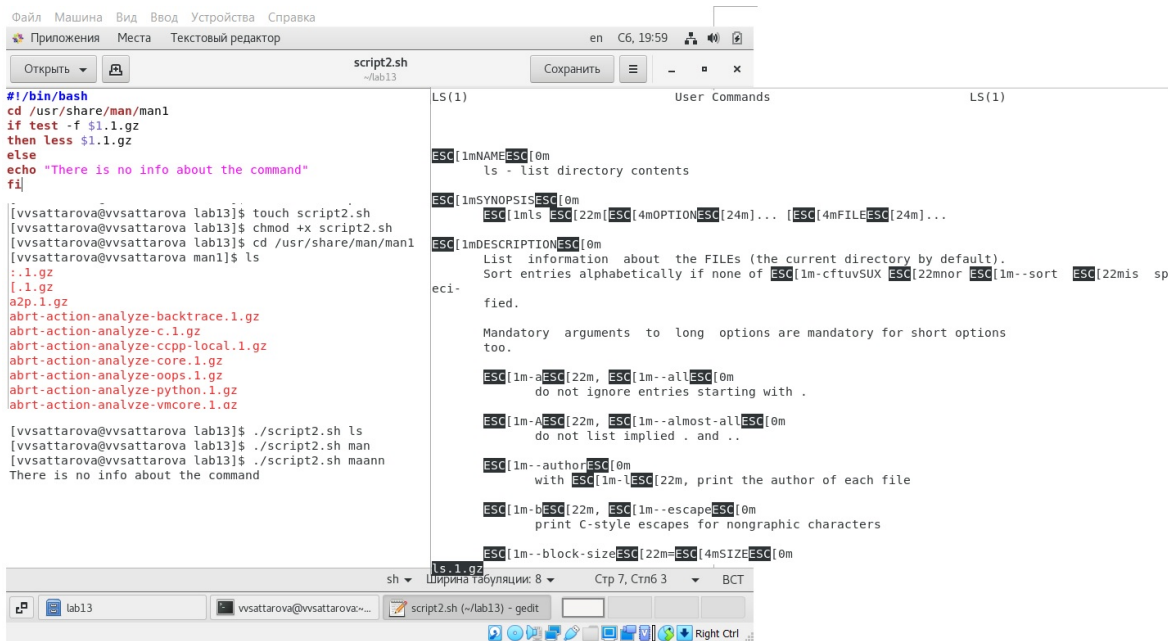 Файл Машина Вид Ввод Устройства Справка
Приложения Места Текстовый редактор en Сб, 19:59
Открыть script2.sh Сохранить
~/lab13
#!/bin/bash
cd /usr/share/man/man1
if test -f $1.1.gz
then less $1.1.gz
else
echo "There is no info about the command"
fi
[vvsattarova@vvsattarova lab13]$ touch script2.sh
[vvsattarova@vvsattarova lab13]$ chmod +x script2.sh
[vvsattarova@vvsattarova lab13]$ cd /usr/share/man/man1
[vvsattarova@vvsattarova man1]$ ls
:.1.gz
[.1.gz
a2p.1.gz
abrt-action-analyze-backtrace.1.gz
abrt-action-analyze-c.1.gz
abrt-action-analyze-ccpp-local.1.gz
abrt-action-analyze-core.1.gz
abrt-action-analyze-oops.1.gz
abrt-action-analyze-python.1.gz
abrt-action-analyze-vmcore.1.gz
[vvsattarova@vvsattarova lab13]$ ./script2.sh ls
[vvsattarova@vvsattarova lab13]$ ./script2.sh man
[vvsattarova@vvsattarova lab13]$ ./script2.sh maann
There is no info about the command
LS(1) User Commands LS(1)
ESC[1mNAMEESC[0m
ls - list directory contents
ESC[1mSYNOPSISESC[0m
ESC[1mls ESC[22m[ESC[4mOPTIONESC[24m]... [ESC[4mFILEESC[24m]...
ESC[1mDESCRIPTIONESC[0m
List information about the FILEs (the current directory by default).
Sort entries alphabetically if none of ESC[1m-cftuvSUX ESC[22mnor ESC[1m--sort ESC[22mis sp
eci-
fied.
Mandatory arguments to long options are mandatory for short options
too.
ESC[1m-aESC[22m, ESC[1m--allESC[0m
do not ignore entries starting with .
ESC[1m-AESC[22m, ESC[1m--almost-allESC[0m
do not list implied . and ..
ESC[1m--authorESC[0m
with ESC[1m-lESC[22m, print the author of each file
ESC[1m-bESC[22m, ESC[1m--escapeESC[0m
print C-style escapes for nongraphic characters
ESC[1m--block-sizeESC[22m=ESC[4mSIZEESC[0m
ls.1.gz
sh Ширина табуляции: 8 Стр 7, Стлб 3 ВСТ
lab13 vvsattarova@vvsattarova:~... script2.sh (~/lab13) - gedit
Right Ctrl